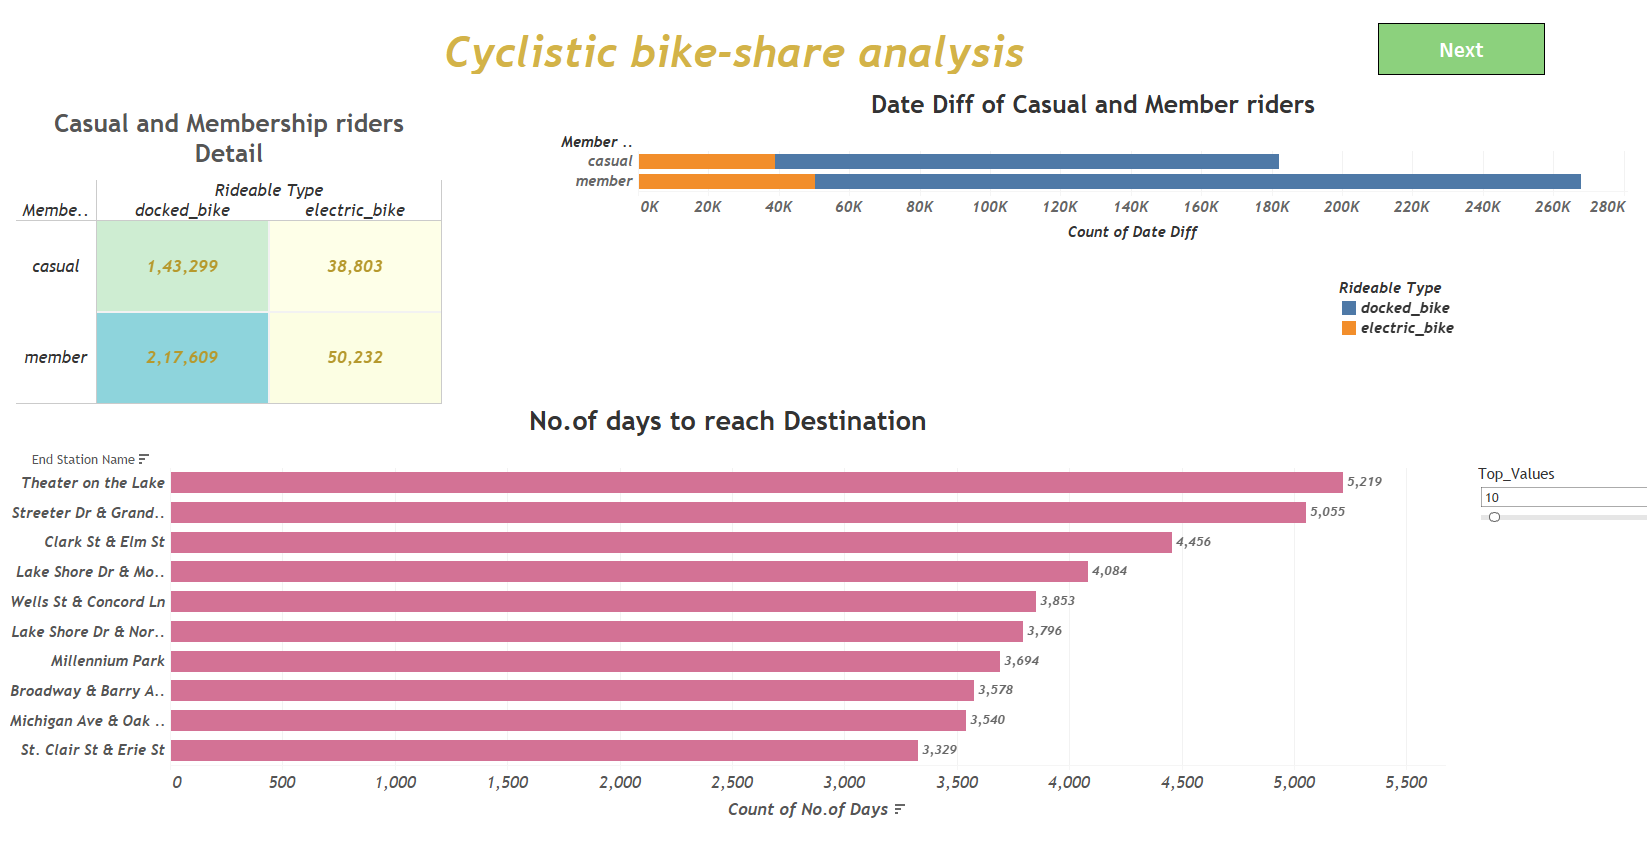 Cyclistic bike-share analysis
Next
Casual and Membership riders
Detail
Rideable Type
Membe.. docked_bike electric_bike
casual 1,43,299 38,803
member 2,17,609 50,232
Date Diff of Casual and Member riders
Member ..
casual
member
0K 20K 40K 60K 80K 100K 120K 140K 160K 180K 200K 220K 240K 260K 280K
Count of Date Diff
Rideable Type
docked_bike
electric_bike
No.of days to reach Destination
End Station Name
Theater on the Lake 5,219
Streeter Dr & Grand.. 5,055
Clark St & Elm St 4,456
Lake Shore Dr & Mo.. 4,084
Wells St & Concord Ln 3,853
Lake Shore Dr & Nor.. 3,796
Millennium Park 3,694
Broadway & Barry A.. 3,578
Michigan Ave & Oak .. 3,540
St. Clair St & Erie St 3,329
0 500 1,000 1,500 2,000 2,500 3,000 3,500 4,000 4,500 5,000 5,500
Count of No.of Days
Top_Values
10